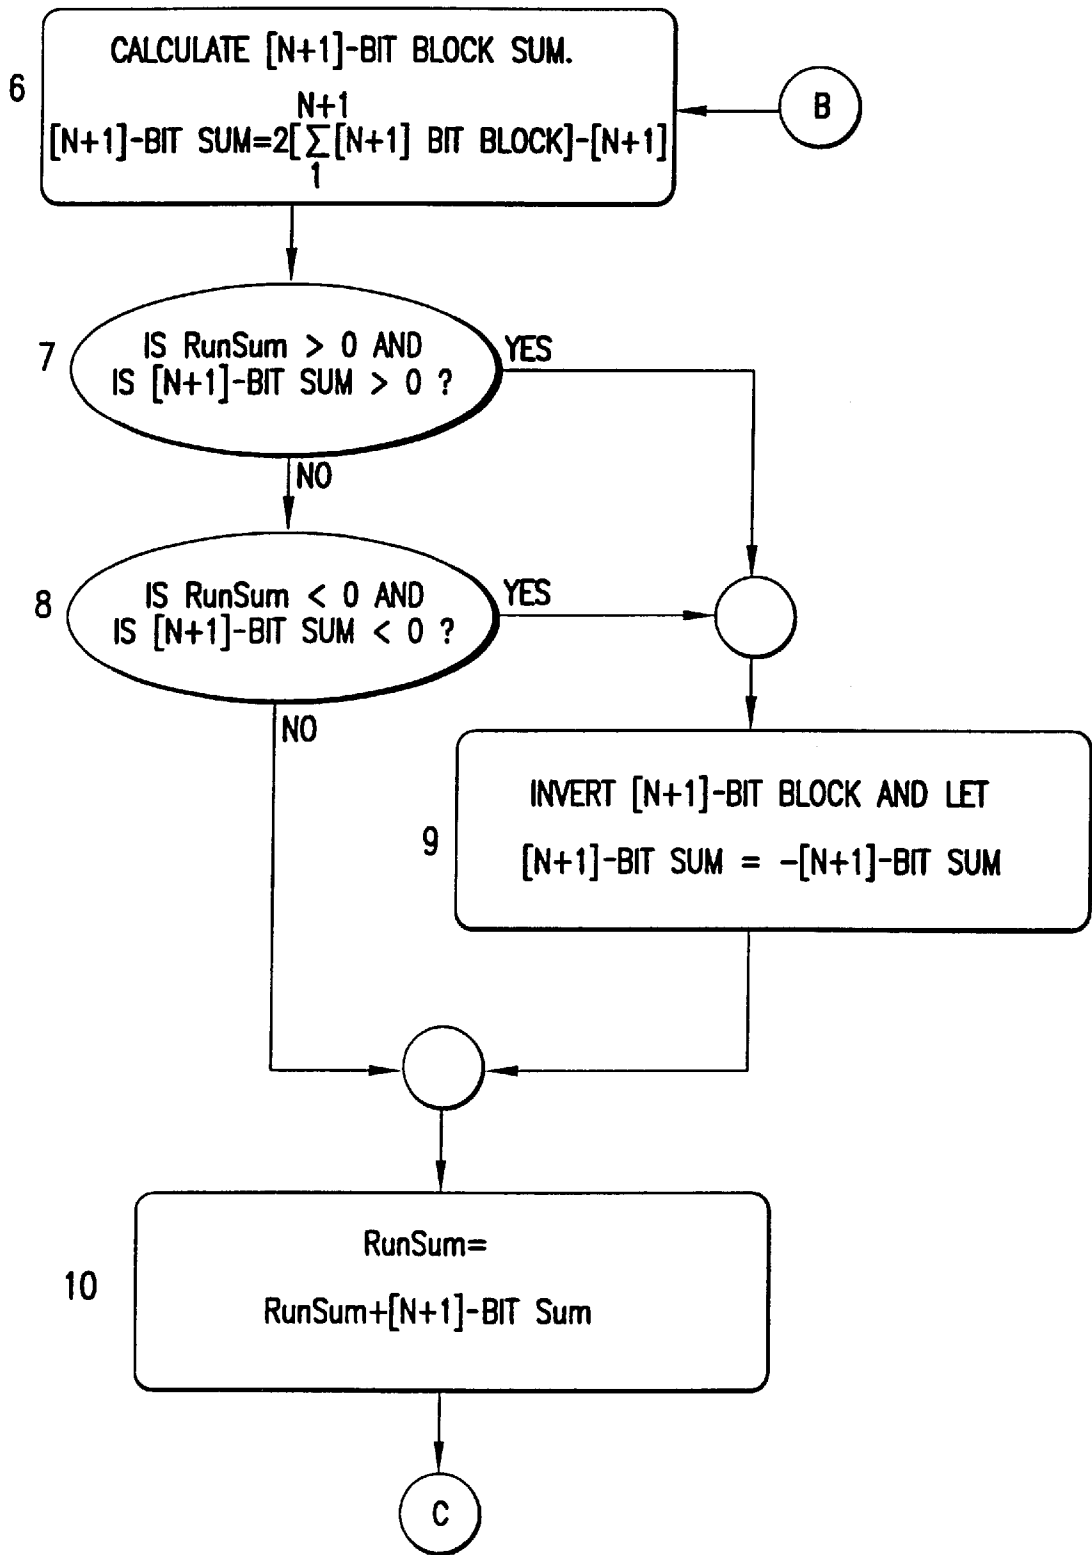 CALCULATE [N+1]-BIT BLOCK SUM.
6
B
N+1
[N+1]-BIT SUM=2[∑[N+1] BIT BLOCK]-[N+1]
1
7
IS RunSum > 0 AND
IS [N+1]-BIT SUM > 0 ?
YES
NO
8
IS RunSum < 0 AND
IS [N+1]-BIT SUM < 0 ?
YES
NO
9
INVERT [N+1]-BIT BLOCK AND LET
[N+1]-BIT SUM = -[N+1]-BIT SUM
10
RunSum=
RunSum+[N+1]-BIT Sum
C